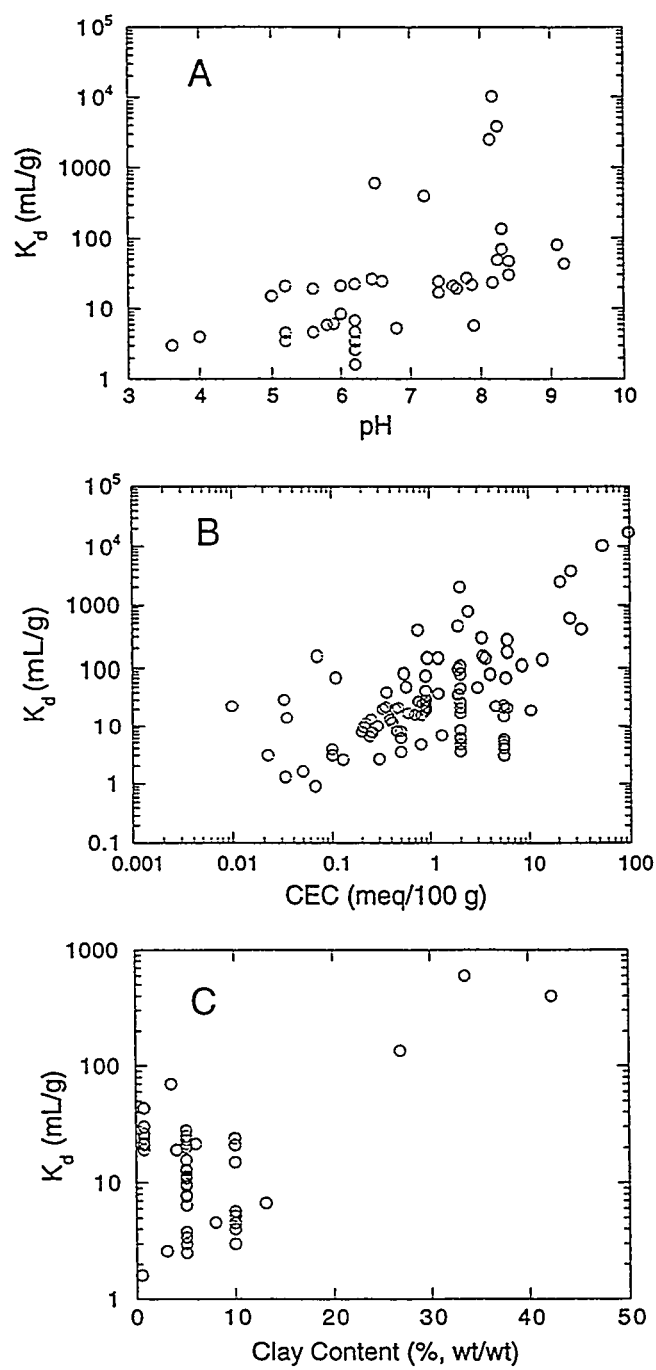 10^5
A
10^4
1000
K_d (mL/g)
100
10
1
3 4 5 6 7 8 9 10
pH
10^5
B
10^4
1000
K_d (mL/g)
100
10
1
0.1
0.001 0.01 0.1 1 10 100
CEC (meq/100 g)
1000
C
100
K_d (mL/g)
10
1
0 10 20 30 40 50
Clay Content (%, wt/wt)